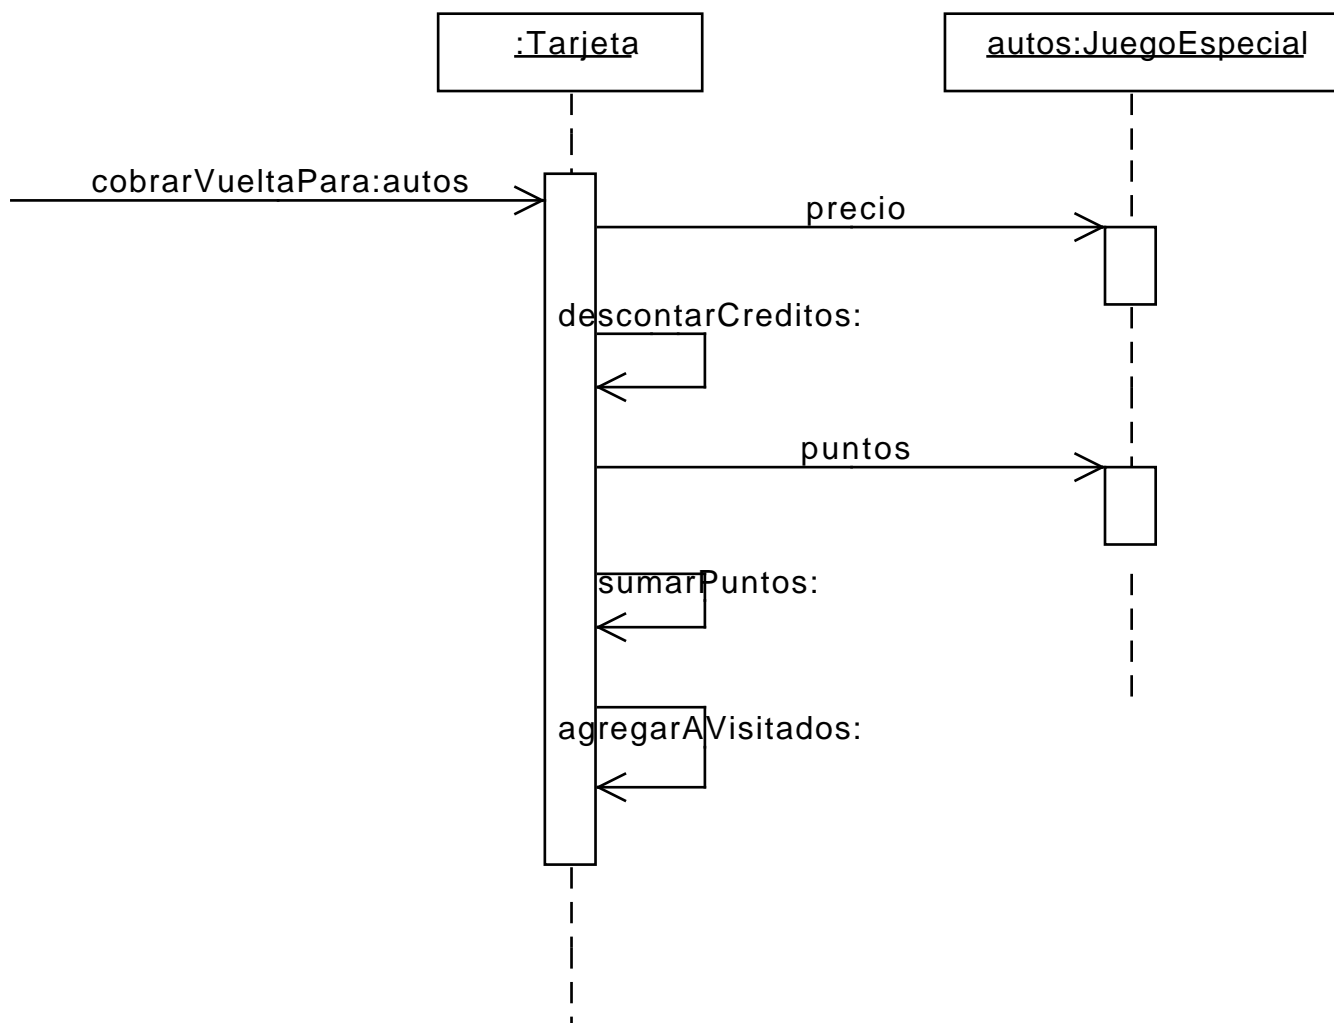 :Tarjeta
autos:JuegoEspecial
cobrarVueltaPara:autos
precio
descontarCreditos:
puntos
sumarPuntos:
agregarAVisitados: